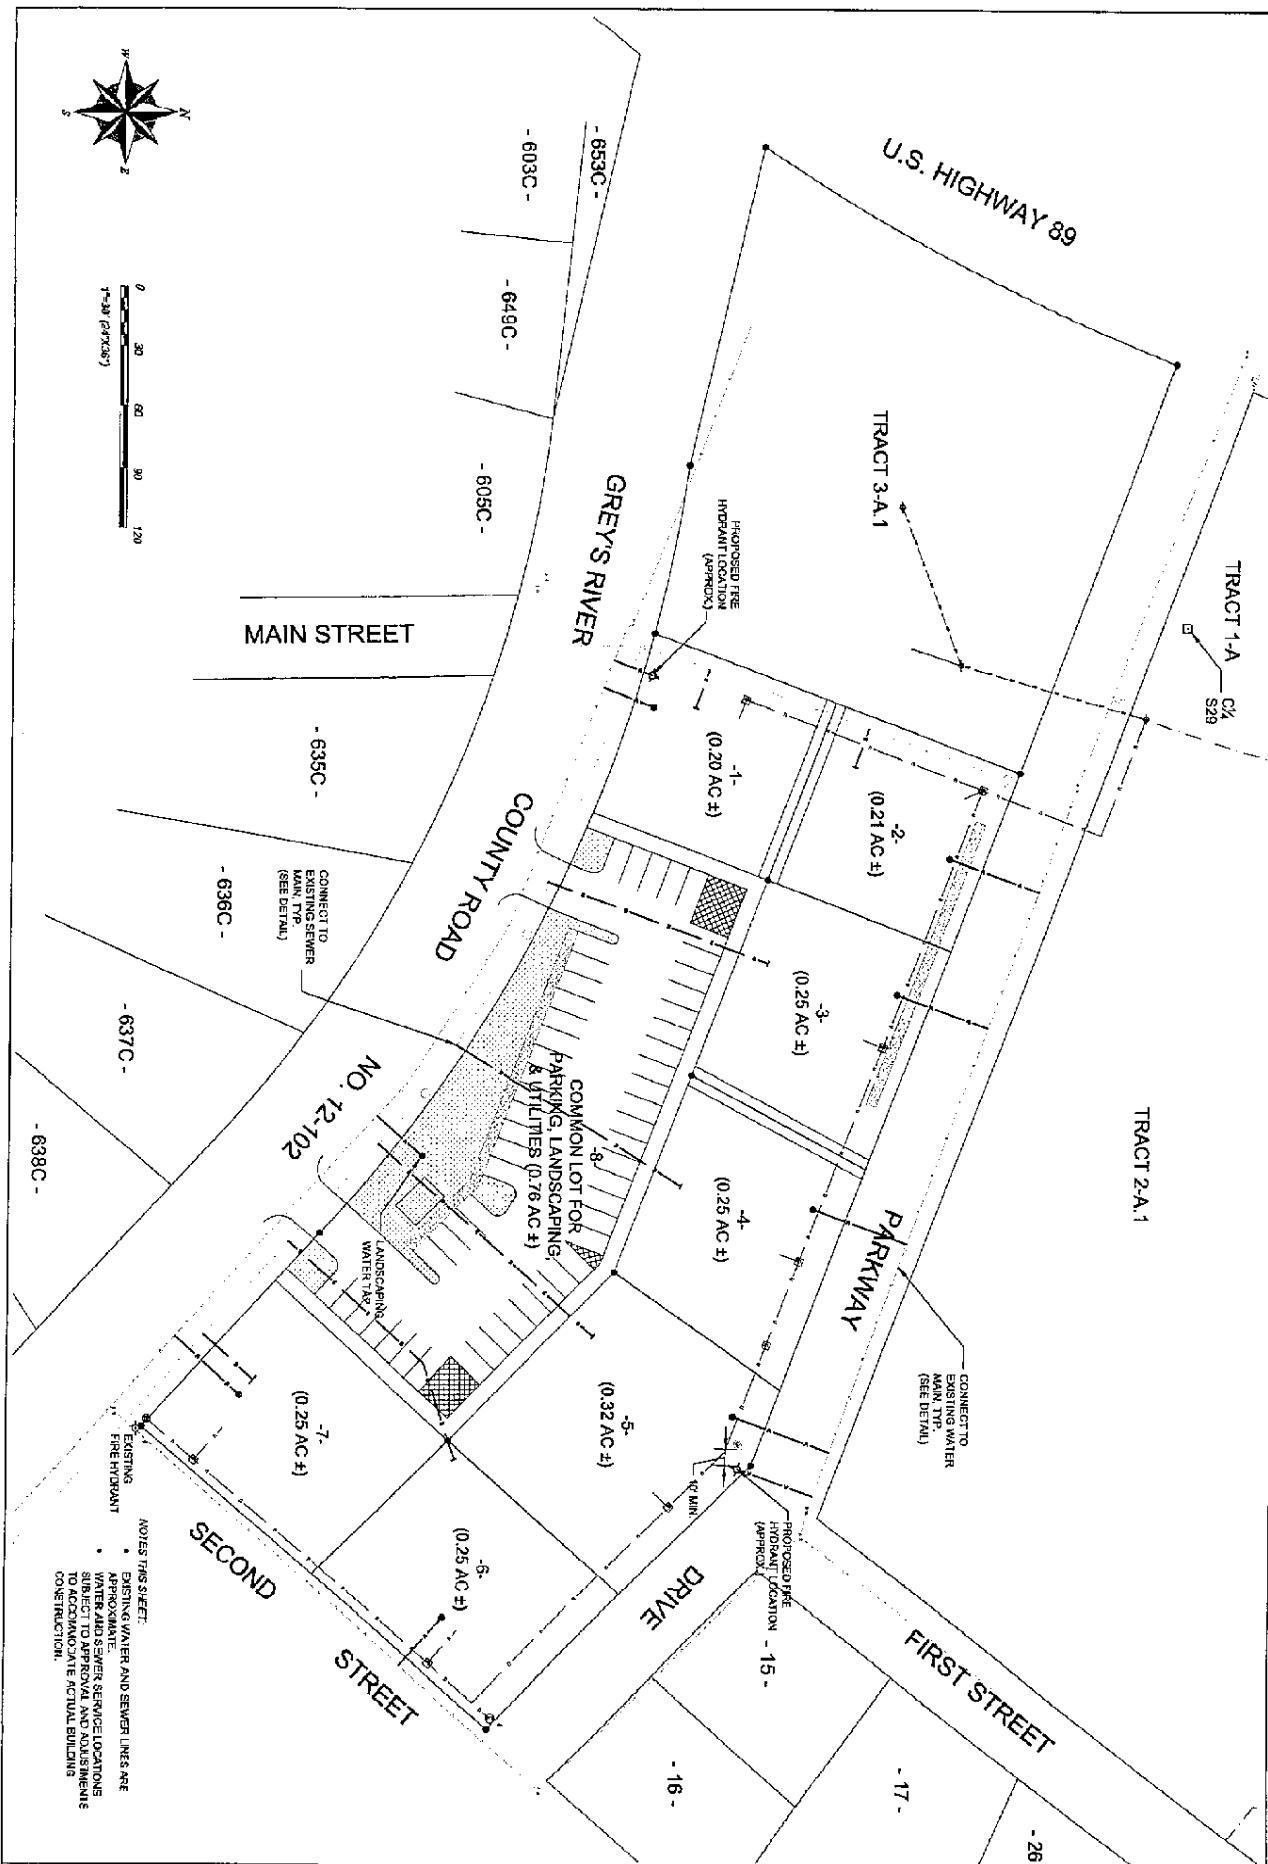 W
N
S
E
0
30
60
90
120
1"=30' (24"X36")
U.S. HIGHWAY 89
- 653C -
- 603C -
- 649C -
- 605C -
TRACT 3-A.1
TRACT 1-A
C¼
S29
TRACT 2-A.1
GREY'S RIVER
COUNTY ROAD
NO. 12-102
MAIN STREET
PROPOSED FIRE
HYDRANT LOCATION
(APPROX.)
-1-
(0.20 AC ±)
-2-
(0.21 AC ±)
-3-
(0.25 AC ±)
-4-
(0.25 AC ±)
-5-
(0.32 AC ±)
-6-
(0.25 AC ±)
-7-
(0.25 AC ±)
-8-
COMMON LOT FOR
PARKING, LANDSCAPING,
& UTILITIES (0.76 AC ±)
- 635C -
- 636C -
- 637C -
- 638C -
CONNECT TO
EXISTING SEWER
MAIN, TYP.
(SEE DETAIL)
LANDSCAPING
WATER TAP
PARKWAY
DRIVE
CONNECT TO
EXISTING WATER
MAIN, TYP.
(SEE DETAIL)
10' MIN.
PROPOSED FIRE
HYDRANT LOCATION
(APPROX.)
FIRST STREET
- 15 -
- 16 -
- 17 -
- 26
SECOND
STREET
EXISTING
FIRE HYDRANT
NOTES THIS SHEET:
• EXISTING WATER AND SEWER LINES ARE
APPROXIMATE.
• WATER AND SEWER SERVICE LOCATIONS
SUBJECT TO APPROVAL AND ADJUSTMENTS
TO ACCOMMODATE ACTUAL BUILDING
CONSTRUCTION.